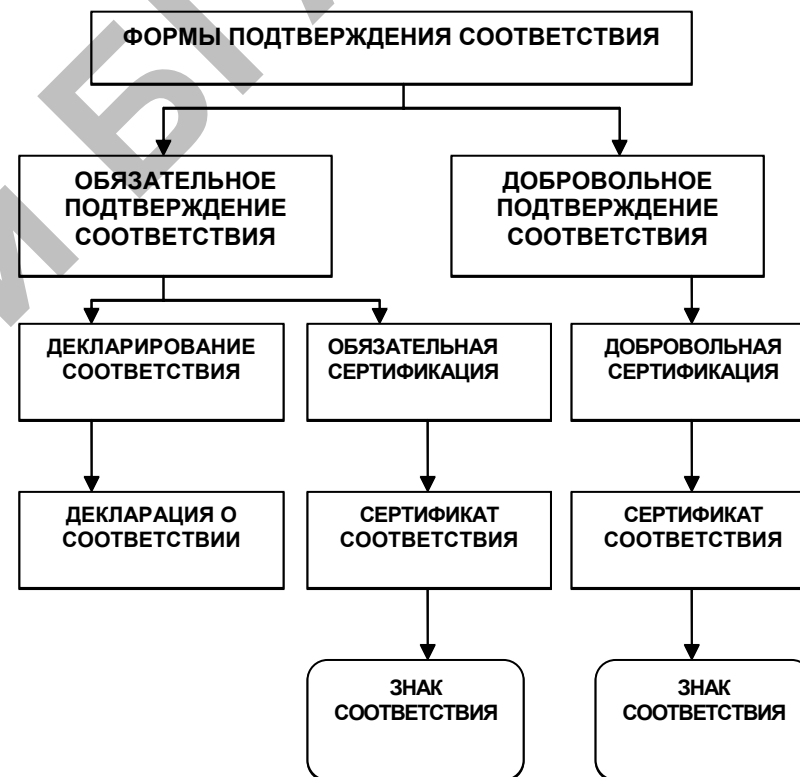 ФОРМЫ ПОДТВЕРЖДЕНИЯ СООТВЕТСТВИЯ
ОБЯЗАТЕЛЬНОЕ
ПОДТВЕРЖДЕНИЕ
СООТВЕТСТВИЯ
ДОБРОВОЛЬНОЕ
ПОДТВЕРЖДЕНИЕ
СООТВЕТСТВИЯ
ДЕКЛАРИРОВАНИЕ
СООТВЕТСТВИЯ
ОБЯЗАТЕЛЬНАЯ
СЕРТИФИКАЦИЯ
ДОБРОВОЛЬНАЯ
СЕРТИФИКАЦИЯ
ДЕКЛАРАЦИЯ О
СООТВЕТСТВИИ
СЕРТИФИКАТ
СООТВЕТСТВИЯ
СЕРТИФИКАТ
СООТВЕТСТВИЯ
ЗНАК
СООТВЕТСТВИЯ
ЗНАК
СООТВЕТСТВИЯ